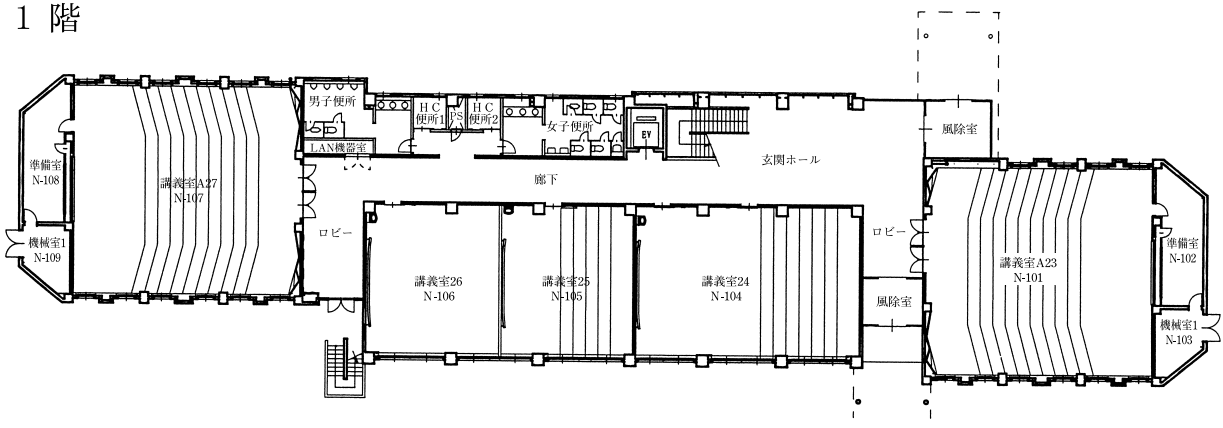 1 階
男子便所
LAN機器室
HC
便所1
PS
HC
便所2
女子便所
EV
玄関ホール
風除室
廊下
準備室
N-108
機械室1
N-109
講義室A27
N-107
ロビー
講義室26
N-106
講義室25
N-105
講義室24
N-104
ロビー
風除室
講義室A23
N-101
準備室
N-102
機械室1
N-103